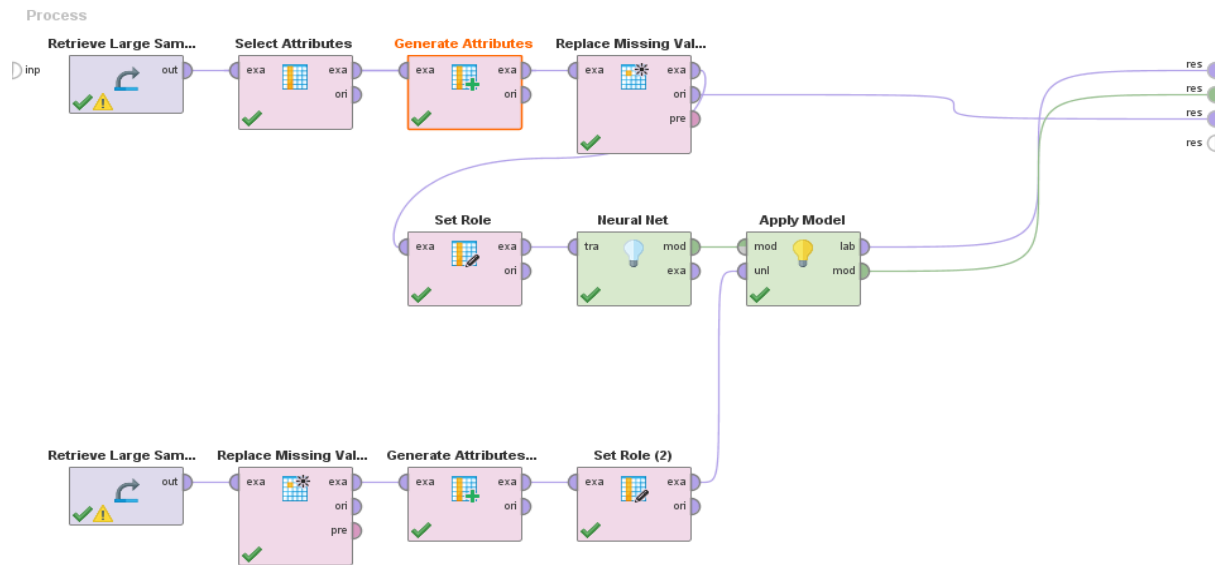 Process
Retrieve Large Sam... Select Attributes Generate Attributes Replace Missing Val...
inp out exa exa exa exa exa exa res
ori ori ori res
pre res
res
Set Role Neural Net Apply Model
exa exa tra mod mod lab
ori exa unl mod
Retrieve Large Sam... Replace Missing Val... Generate Attributes... Set Role (2)
out exa exa exa exa exa exa
ori ori ori
pre